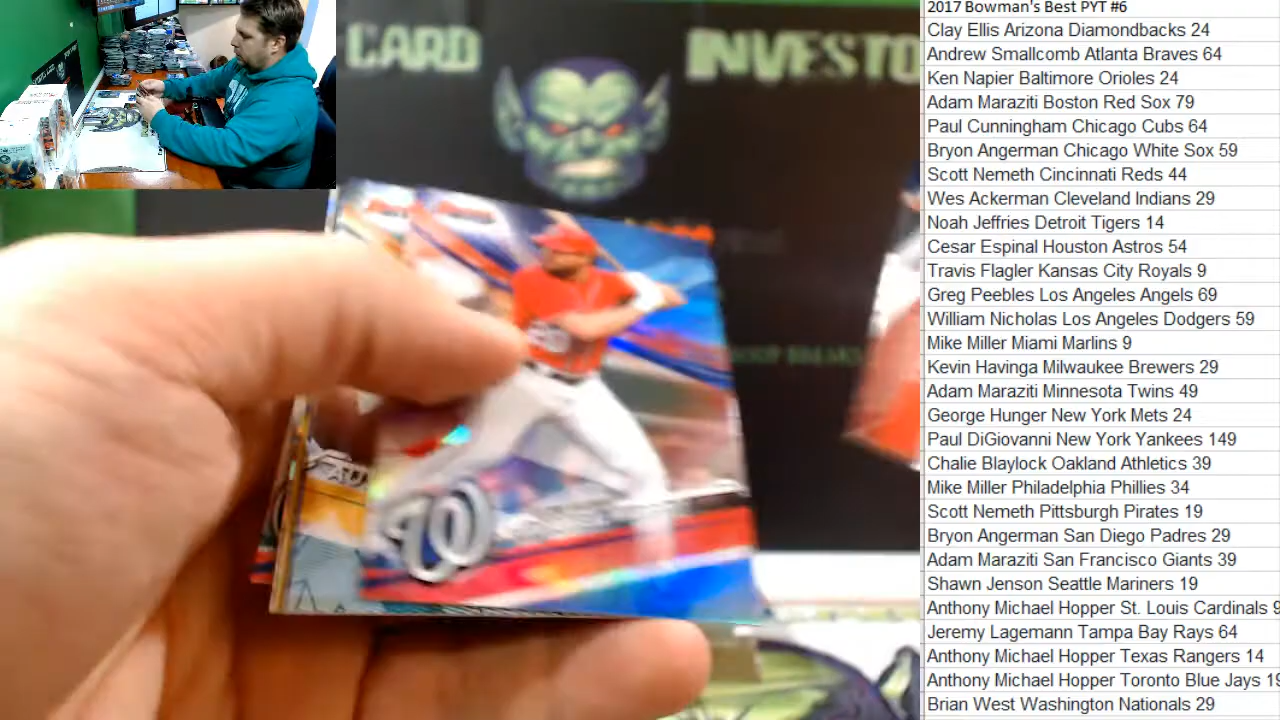 CARD INVESTO
2017 Bowman's Best PYT #6
Clay Ellis Arizona Diamondbacks 24
Andrew Smallcomb Atlanta Braves 64
Ken Napier Baltimore Orioles 24
Adam Maraziti Boston Red Sox 79
Paul Cunningham Chicago Cubs 64
Bryon Angerman Chicago White Sox 59
Scott Nemeth Cincinnati Reds 44
Wes Ackerman Cleveland Indians 29
Noah Jeffries Detroit Tigers 14
Cesar Espinal Houston Astros 54
Travis Flagler Kansas City Royals 9
Greg Peebles Los Angeles Angels 69
William Nicholas Los Angeles Dodgers 59
Mike Miller Miami Marlins 9
Kevin Havinga Milwaukee Brewers 29
Adam Maraziti Minnesota Twins 49
George Hunger New York Mets 24
Paul DiGiovanni New York Yankees 149
Chalie Blaylock Oakland Athletics 39
Mike Miller Philadelphia Phillies 34
Scott Nemeth Pittsburgh Pirates 19
Bryon Angerman San Diego Padres 29
Adam Maraziti San Francisco Giants 39
Shawn Jenson Seattle Mariners 19
Anthony Michael Hopper St. Louis Cardinals
Jeremy Lagemann Tampa Bay Rays 64
Anthony Michael Hopper Texas Rangers 14
Anthony Michael Hopper Toronto Blue Jays 19
Brian West Washington Nationals 29
W